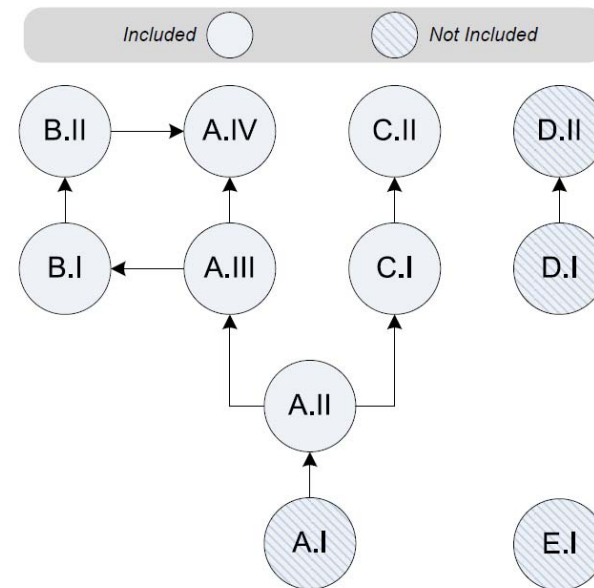 Included Not Included
B.II A.IV C.II D.II
B.I A.III C.I D.I
A.II
A.I E.I